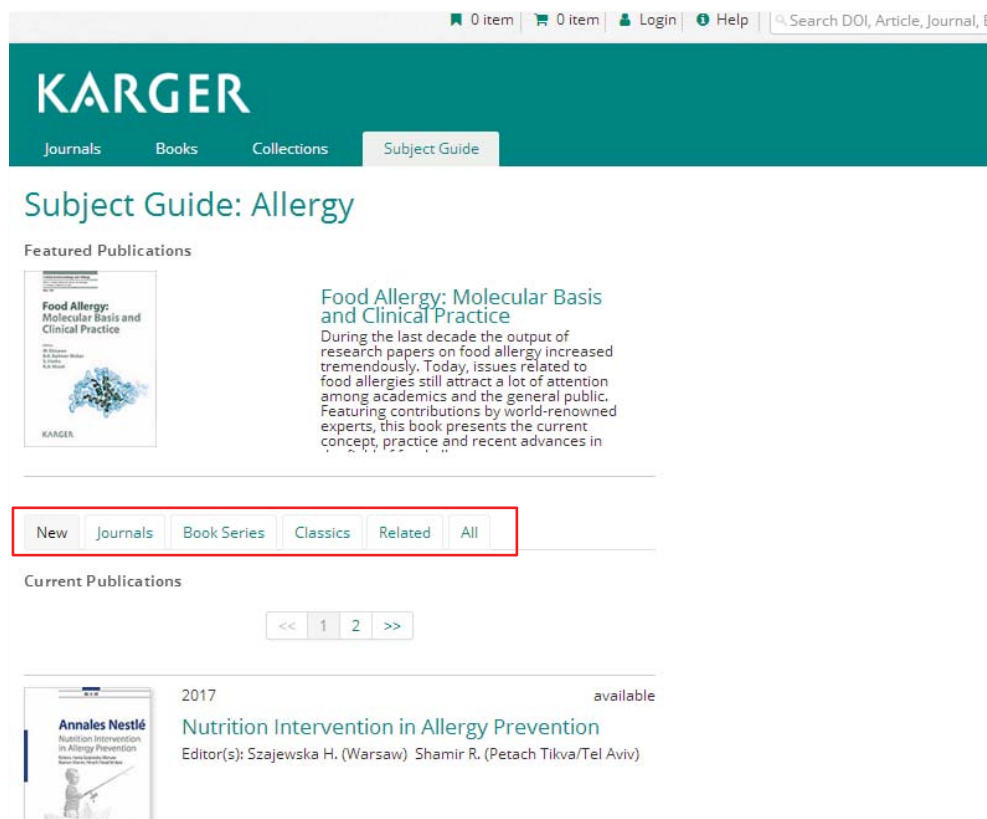 0 item 0 item Login Help Search DOI, Article, Journal,
KARGER
Journals Books Collections Subject Guide
Subject Guide: Allergy
Featured Publications
Food Allergy:
Molecular Basis and
Clinical Practice
KARGER
Food Allergy: Molecular Basis
and Clinical Practice
During the last decade the output of
research papers on food allergy increased
tremendously. Today, issues related to
food allergies still attract a lot of attention
among academics and the general public.
Featuring contributions by world-renowned
experts, this book presents the current
concept, practice and recent advances in
New Journals Book Series Classics Related All
Current Publications
<< 1 2 >>
Annales Nestlé
Nutrition Intervention
in Allergy Prevention
2017 available
Nutrition Intervention in Allergy Prevention
Editor(s): Szajewska H. (Warsaw) Shamir R. (Petach Tikva/Tel Aviv)